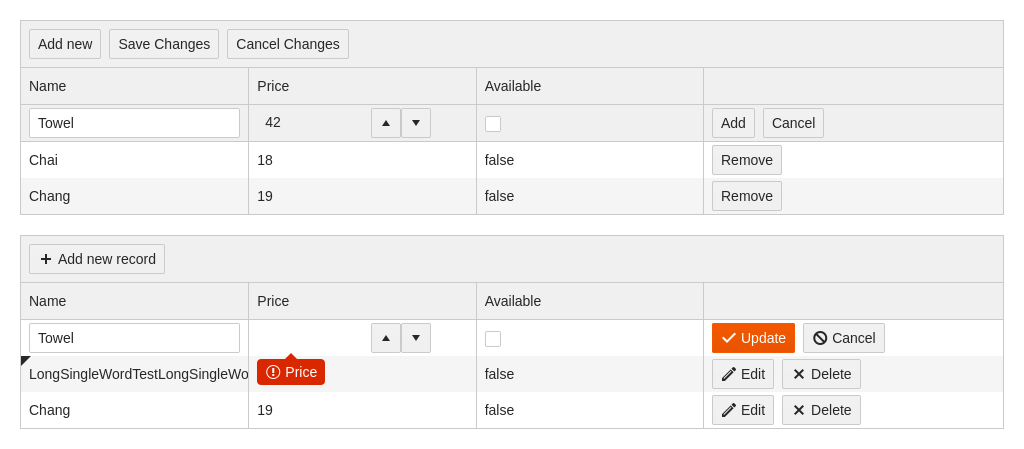 Add new Save Changes Cancel Changes
Name Price Available
Towel 42 Add Cancel
Chai 18 false Remove
Chang 19 false Remove
Add new record
Name Price Available
Towel Update Cancel
LongSingleWordTestLongSingleWo Price false Edit Delete
Chang 19 false Edit Delete